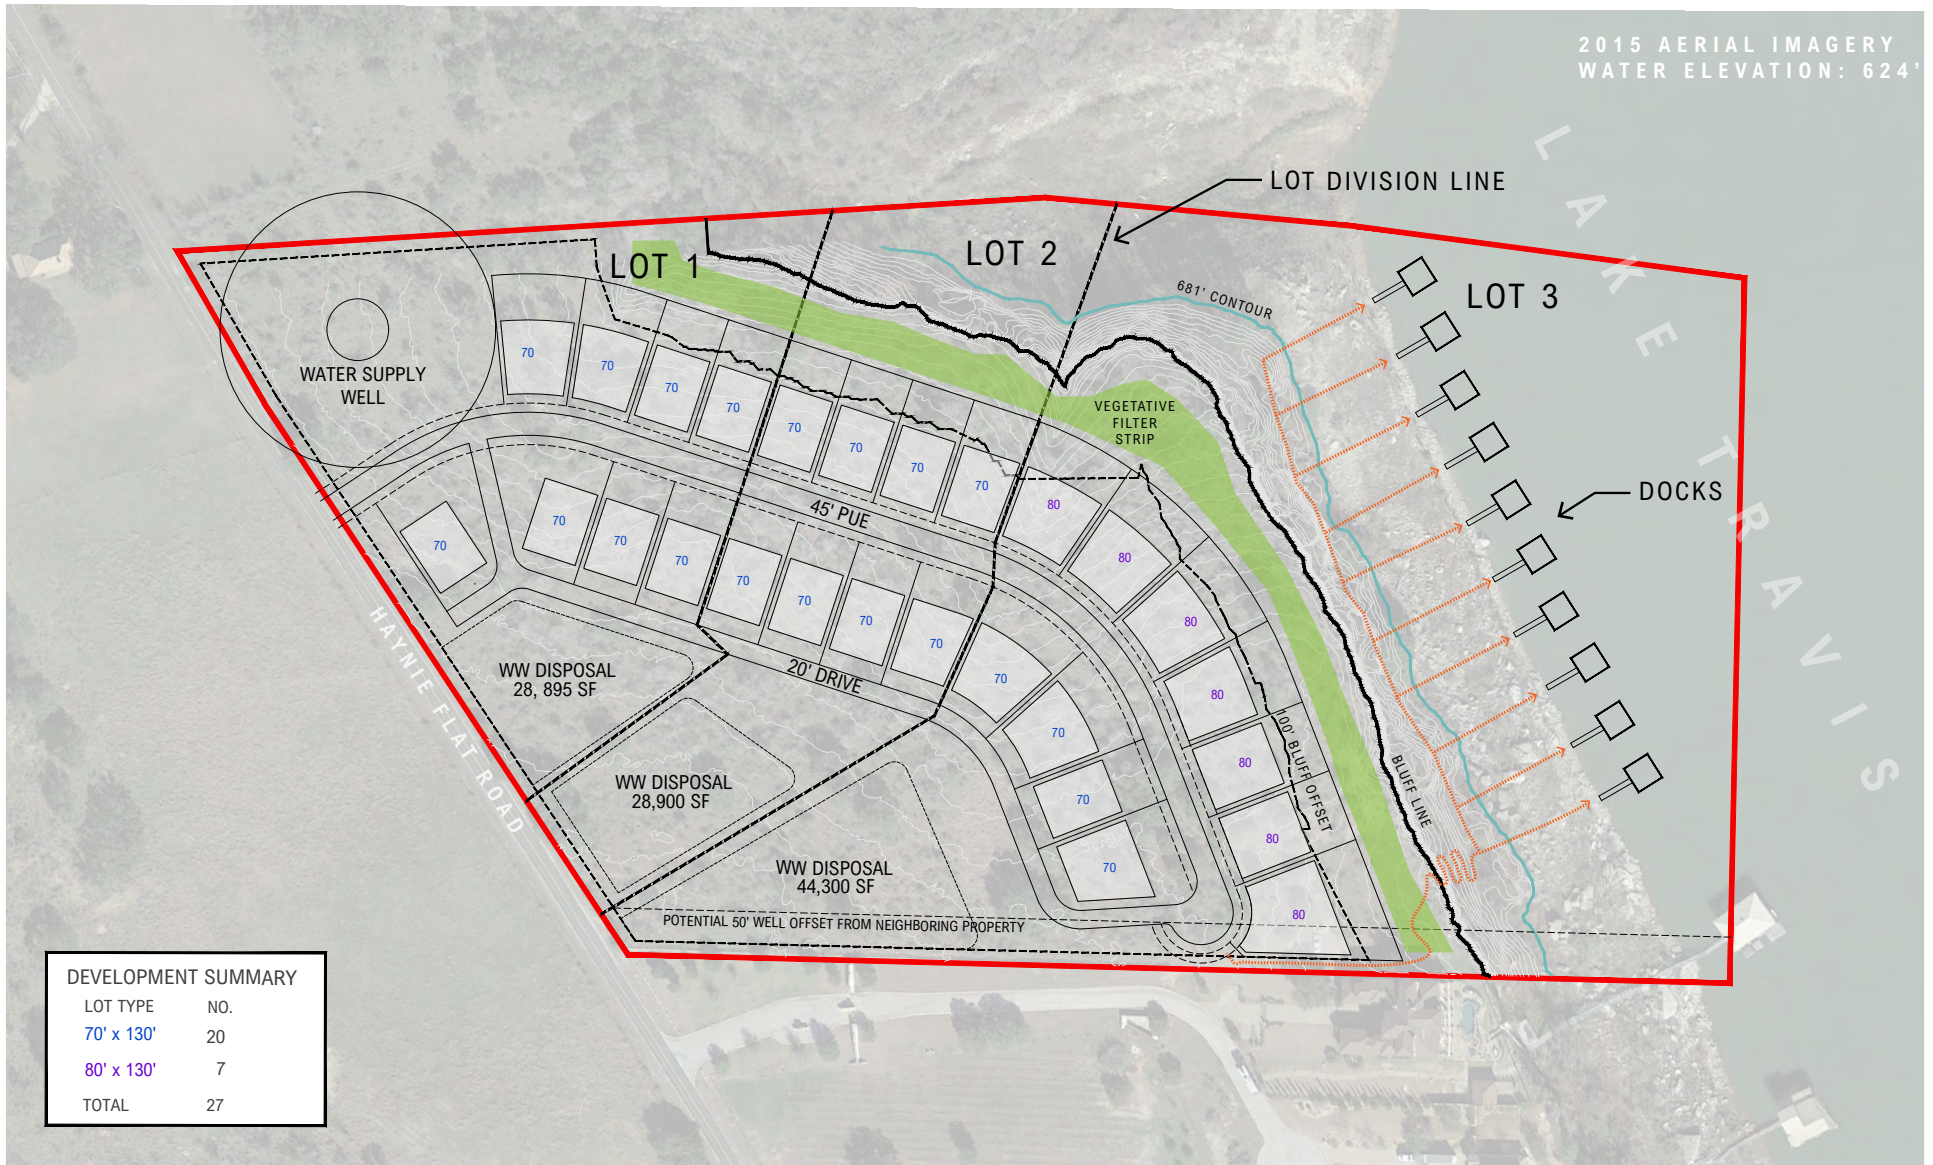 2015 AERIAL IMAGERY
WATER ELEVATION: 624'
LAKE TRAVIS
LOT DIVISION LINE
LOT 1
LOT 2
LOT 3
681' CONTOUR
WATER SUPPLY
WELL
70
70
70
70
70
70
70
70
VEGETATIVE
FILTER
STRIP
DOCKS
45' PUE
80
80
80
80
80
80
80
70
70
70
70
70
70
70
70
70
70
70
70
20' DRIVE
100' BLUFF OFFSET
BLUFF LINE
HAYNIE FLAT ROAD
WW DISPOSAL
28, 895 SF
WW DISPOSAL
28,900 SF
WW DISPOSAL
44,300 SF
POTENTIAL 50' WELL OFFSET FROM NEIGHBORING PROPERTY
DEVELOPMENT SUMMARY
LOT TYPE NO.
70' x 130' 20
80' x 130' 7
TOTAL 27